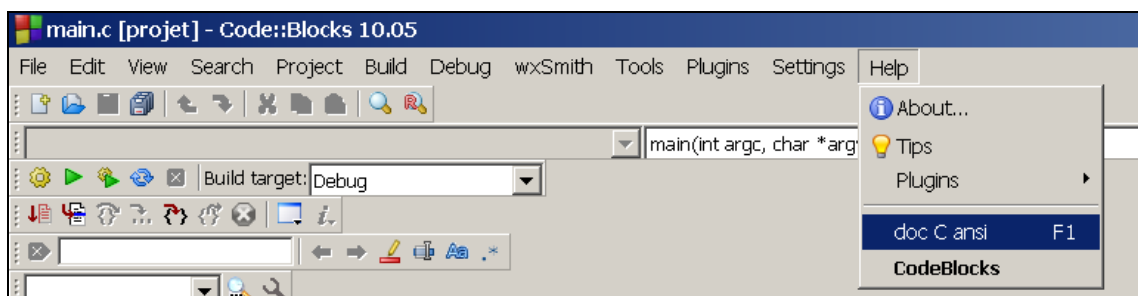 main.c [projet] - Code::Blocks 10.05
File Edit View Search Project Build Debug wxSmith Tools Plugins Settings Help
About...
main(int argc, char *arg
Tips
Build target: Debug
Plugins
doc C ansi F1
CodeBlocks